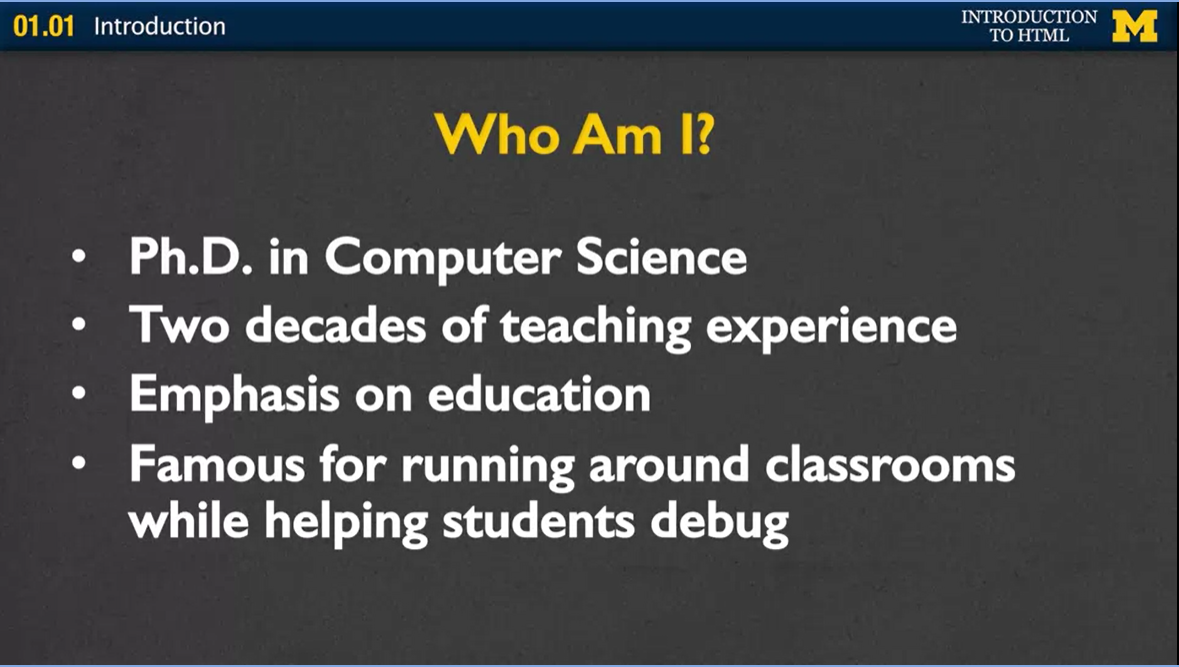 01.01 Introduction
INTRODUCTION
TO HTML
M
Who Am I?
• Ph.D. in Computer Science
• Two decades of teaching experience
• Emphasis on education
• Famous for running around classrooms
while helping students debug